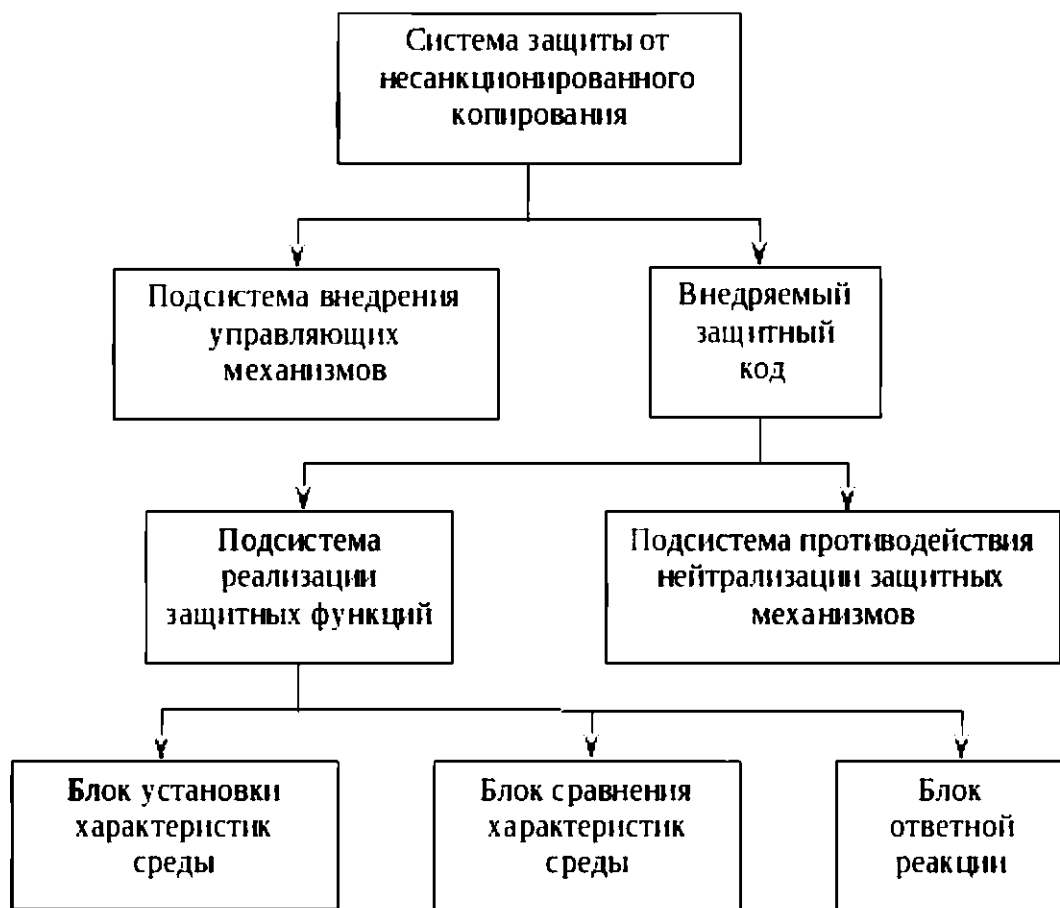 Система защиты от
несанкционированного
копирования
Подсистема внедрения
управляющих
механизмов
Внедряемый
защитный
код
Подсистема
реализации
защитных функций
Подсистема противодействия
нейтрализации защитных
механизмов
Блок установки
характеристик
среды
Блок сравнения
характеристик
среды
Блок
ответной
реакции